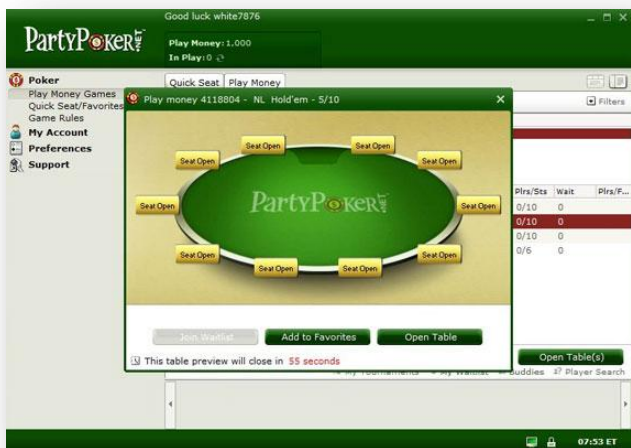 Good luck white7876
PartyPoker.NET
Play Money: 1,000
In Play: 0
Poker
Play Money Games
Quick Seat/Favorites
Game Rules
My Account
Preferences
Support
Quick Seat
Play Money
Filters
Play money 4118804 - NL Hold'em - 5/10
Seat Open
Seat Open
Seat Open
Seat Open
Seat Open
Seat Open
Seat Open
Seat Open
Seat Open
Seat Open
PartyPoker.NET
Plrs/Sts Wait Plrs/F...
0/10 0
0/10 0
0/10 0
0/6 0
Join Waitlist
Add to Favorites
Open Table
This table preview will close in 55 seconds
Open Table(s)
My Tournaments
My Waitlist
Buddies
Player Search
07:53 ET